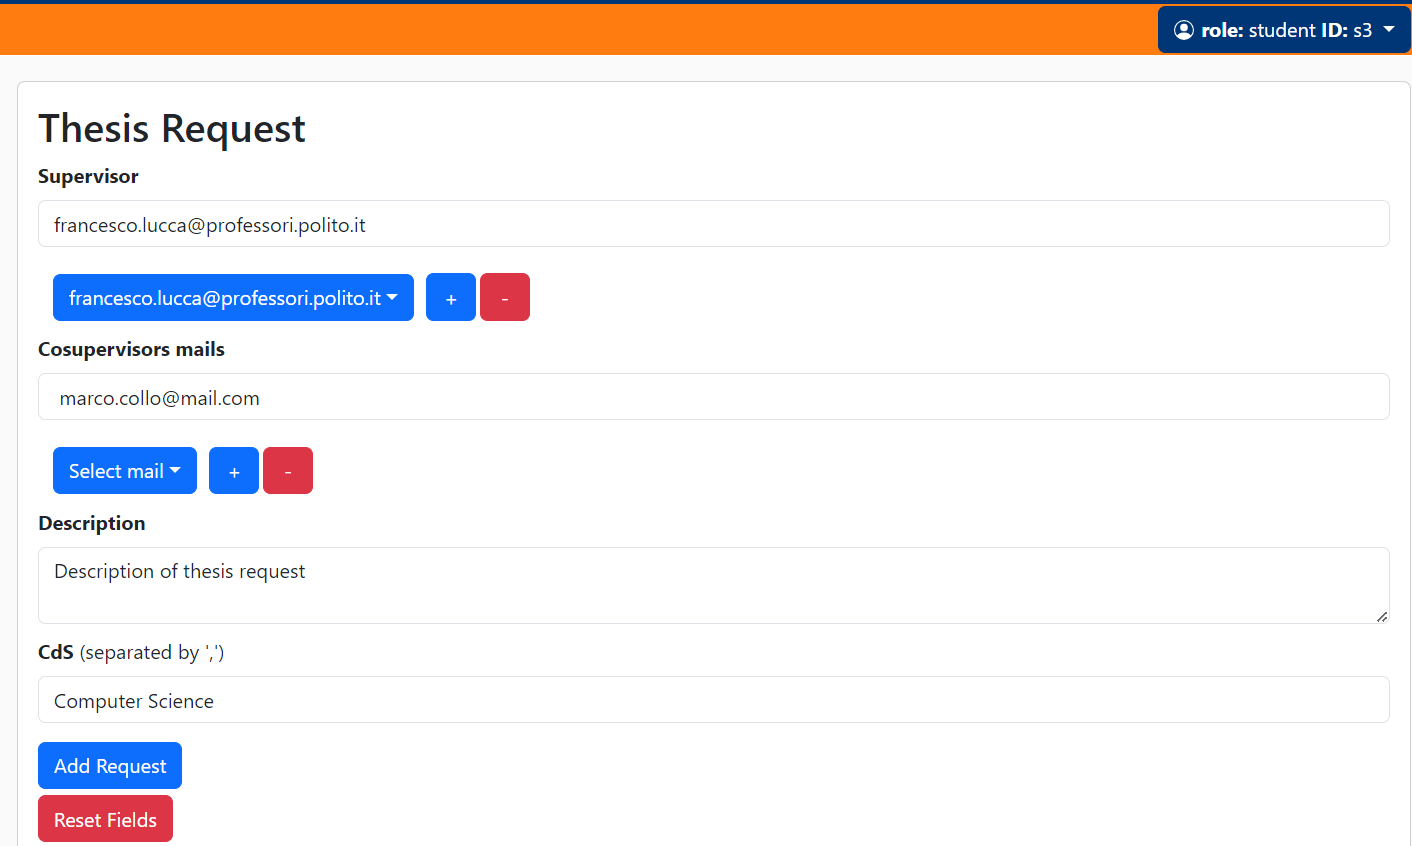 role: student ID: s3
Thesis Request
Supervisor
francesco.lucca@professori.polito.it
francesco.lucca@professori.polito.it + -
Cosupervisors mails
marco.collo@mail.com
Select mail + -
Description
Description of thesis request
CdS (separated by ',')
Computer Science
Add Request
Reset Fields